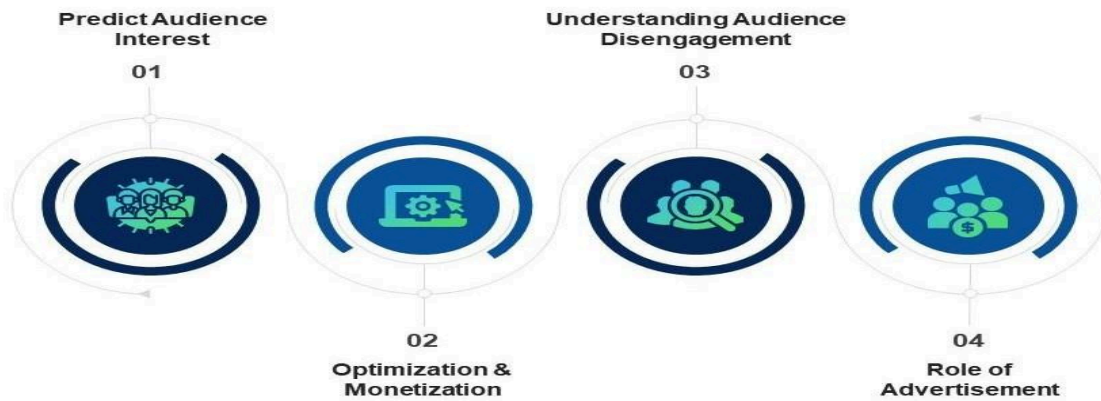 Predict Audience
Interest
01
02
Optimization &
Monetization
Understanding Audience
Disengagement
03
$
04
Role of
Advertisement